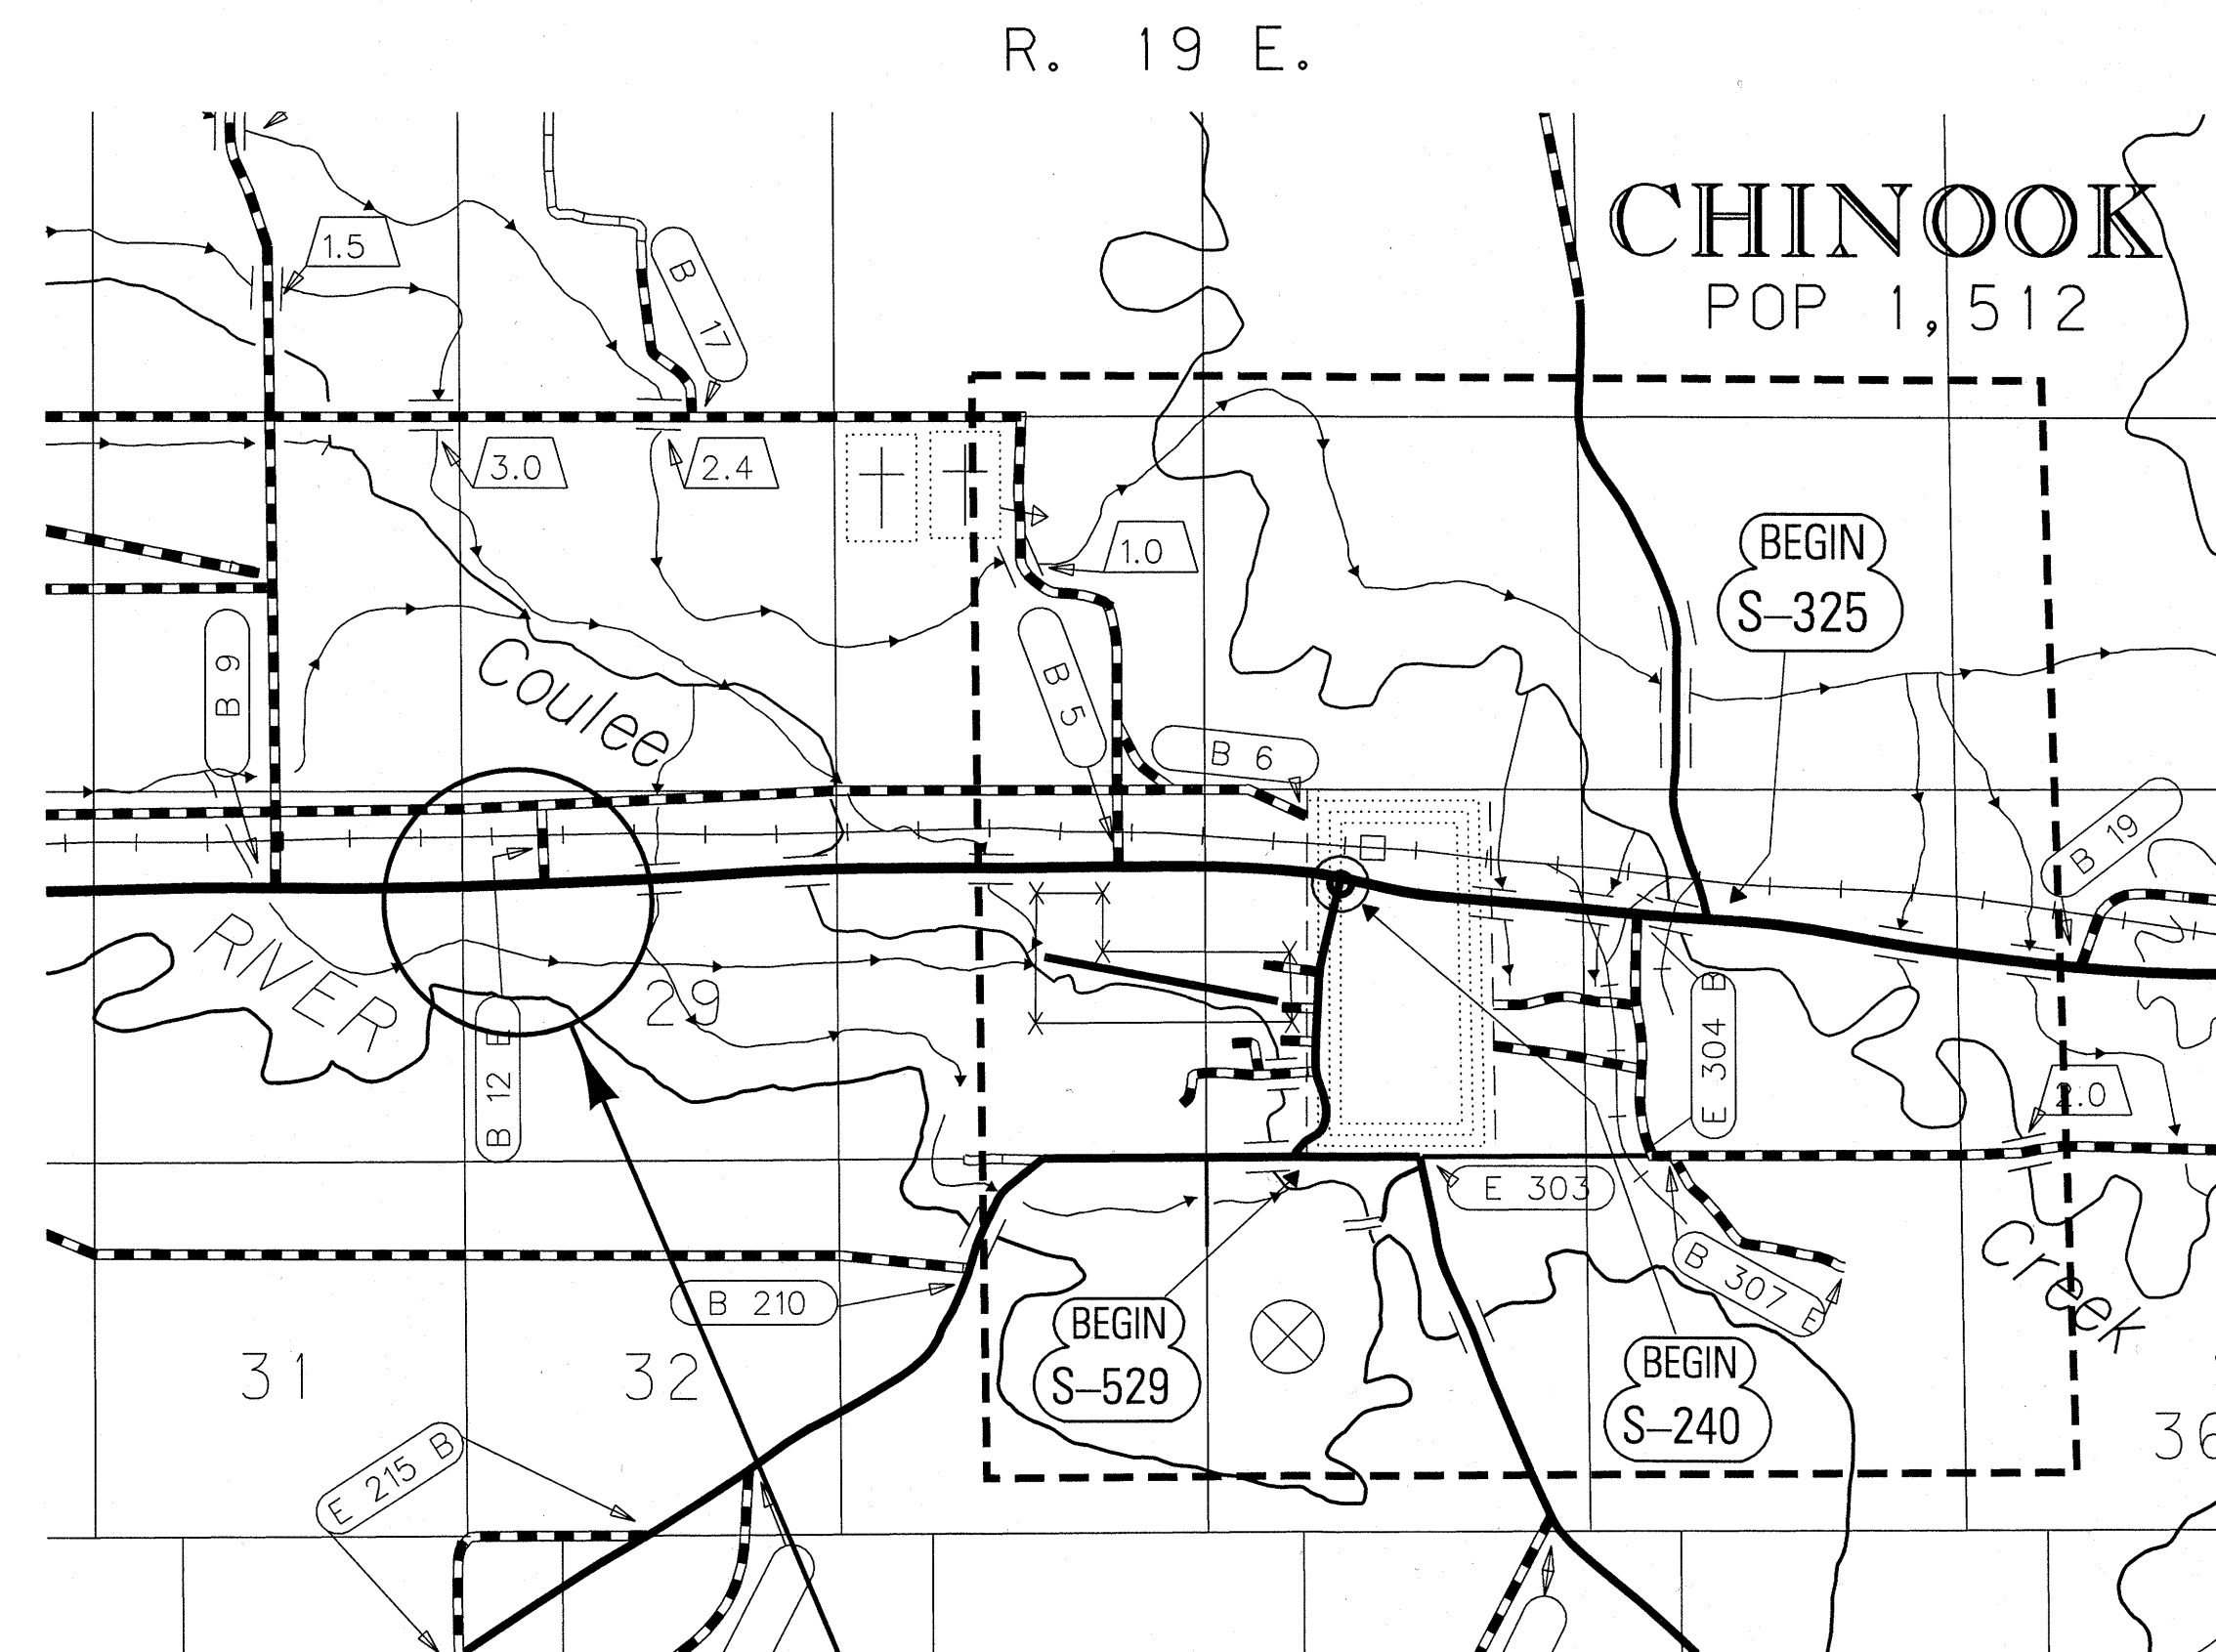 R. 19 E.
CHINOOK
POP 1,512
1.5
B 17
3.0
2.4
1.0
BEGIN
S-325
B 9
Coulee
B 5
B 6
B 19
RIVER
29
B 12 E
E 304 B
2.0
E 303
B 307 E
Creek
B 210
BEGIN
S-529
BEGIN
S-240
31
32
36
E 215 B